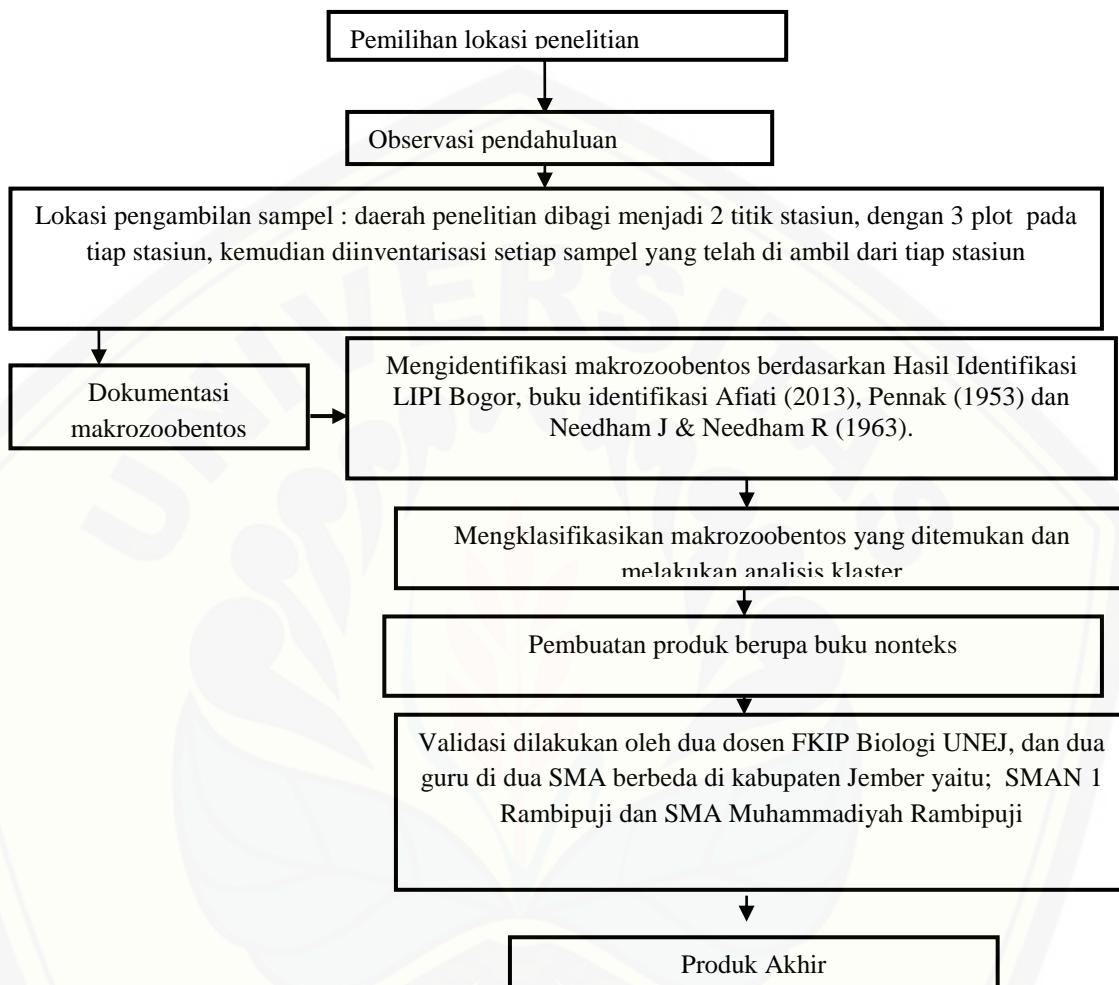 Pemilihan lokasi penelitian
Observasi pendahuluan
Lokasi pengambilan sampel : daerah penelitian dibagi menjadi 2 titik stasiun, dengan 3 plot pada
tiap stasiun, kemudian diinventarisasi setiap sampel yang telah di ambil dari tiap stasiun
Dokumentasi
makrozoobentos
Mengidentifikasi makrozoobentos berdasarkan Hasil Identifikasi
LIPI Bogor, buku identifikasi Afiati (2013), Pennak (1953) dan
Needham J & Needham R (1963).
Mengklasifikasikan makrozoobentos yang ditemukan dan
melakukan analisis klaster
Pembuatan produk berupa buku nonteks
Validasi dilakukan oleh dua dosen FKIP Biologi UNEJ, dan dua
guru di dua SMA berbeda di kabupaten Jember yaitu; SMAN 1
Rambipuji dan SMA Muhammadiyah Rambipuji
Produk Akhir
UNIVERSITAS